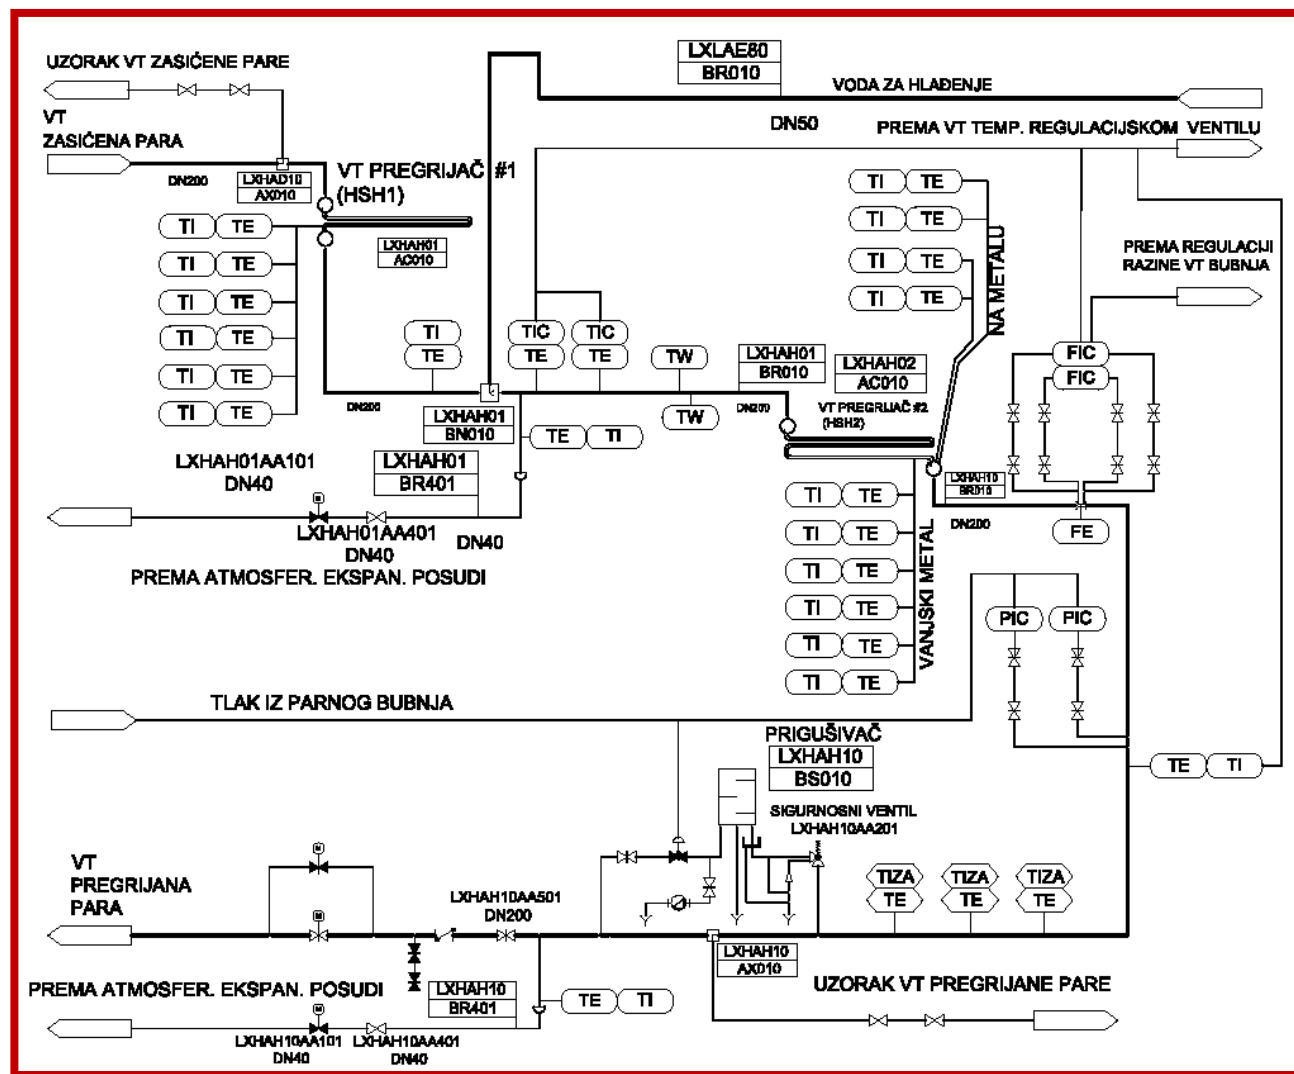 UZORAK VT ZASIĆENE PARE
LXLAE80
BR010
VODA ZA HLAĐENJE
VT
ZASIĆENA PARA
DN50
PREMA VT TEMP. REGULACIJSKOM VENTILU
DN200
LXHAD10
AX010
VT PREGRIJAČ #1
(HSH1)
LXHAH01
AC010
TI TE
TI TE
TI TE
TI TE
TI TE
TI TE
TI TE
TI TE
TI TE
TI TE
NA METALU
PREMA REGULACIJI
RAZINE VT BUBNJA
TI
TE
TIC
TE
TIC
TE
TW
TW
LXHAH01
BR010
LXHAH02
AC010
FIC
FIC
DN200
LXHAH01
BN010
DN200
VT PREGRIJAČ #2
(HSH2)
TE TI
LXHAH01AA101
DN40
LXHAH01
BR401
LXHAH10
BR010
DN200
FE
M
LXHAH01AA401
DN40
DN40
PREMA ATMOSFER. EKSPAN. POSUDI
TI TE
TI TE
TI TE
TI TE
TI TE
TI TE
VANJSKI METAL
PIC
PIC
TLAK IZ PARNOG BUBNJA
PRIGUŠIVAČ
LXHAH10
BS010
TE TI
SIGURNOSNI VENTIL
LXHAH10AA201
VT
PREGRIJANA
PARA
M
M
LXHAH10AA501
DN200
TIZA
TE
TIZA
TE
TIZA
TE
LXHAH10
AX010
PREMA ATMOSFER. EKSPAN. POSUDI
LXHAH10
BR401
TE TI
UZORAK VT PREGRIJANE PARE
M
LXHAH10AA101
DN40
LXHAH10AA401
DN40